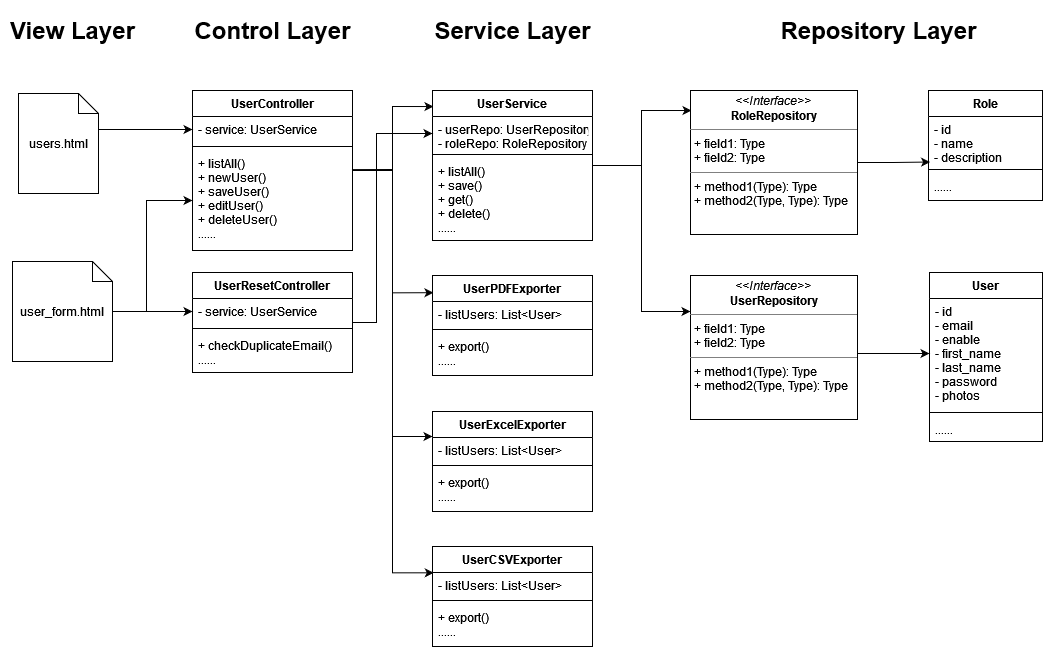 View Layer
Control Layer
Service Layer
Repository Layer
users.html
user_form.html
UserController
- service: UserService
+ listAll()
+ newUser()
+ saveUser()
+ editUser()
+ deleteUser()
......
UserResetController
- service: UserService
+ checkDuplicateEmail()
......
UserService
- userRepo: UserRepository
- roleRepo: RoleRepository
+ listAll()
+ save()
+ get()
+ delete()
......
UserPDFExporter
- listUsers: List<User>
+ export()
......
UserExcelExporter
- listUsers: List<User>
+ export()
......
UserCSVExporter
- listUsers: List<User>
+ export()
......
<<Interface>>
RoleRepository
+ field1: Type
+ field2: Type
+ method1(Type): Type
+ method2(Type, Type): Type
<<Interface>>
UserRepository
+ field1: Type
+ field2: Type
+ method1(Type): Type
+ method2(Type, Type): Type
Role
- id
- name
- description
......
User
- id
- email
- enable
- first_name
- last_name
- password
- photos
......